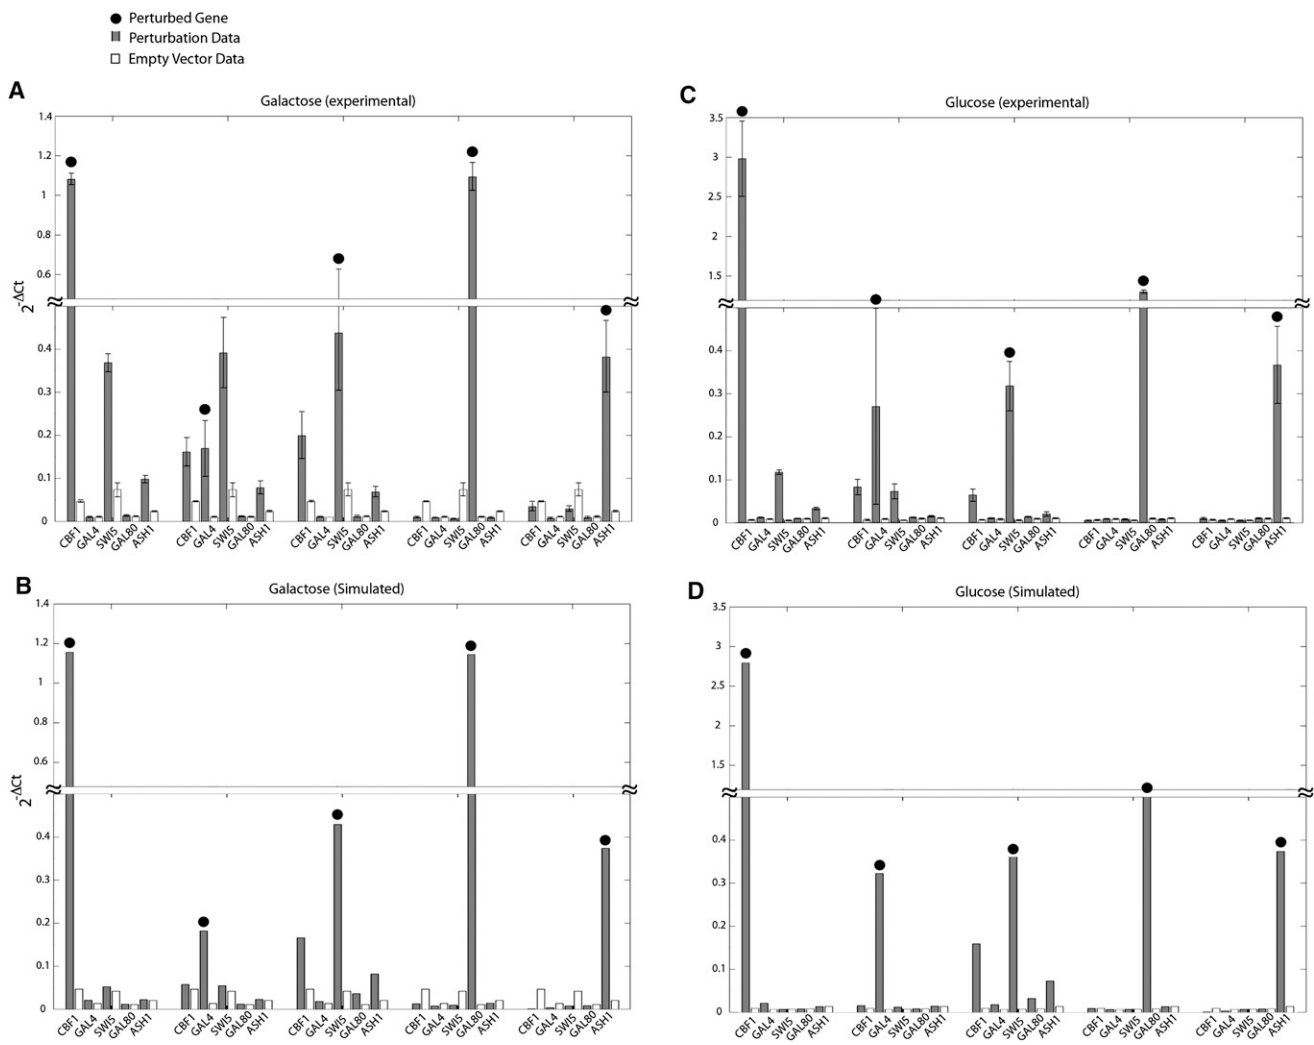 Perturbed Gene
Perturbation Data
Empty Vector Data
A
Galactose (experimental)
1.4
1.2
1
0.8
0.6
2^-ΔCt
0.4
0.3
0.2
0.1
0
CBF1 GAL4 SWI5 GAL80 ASH1 CBF1 GAL4 SWI5 GAL80 ASH1 CBF1 GAL4 SWI5 GAL80 ASH1 CBF1 GAL4 SWI5 GAL80 ASH1 CBF1 GAL4 SWI5 GAL80 ASH1
B
Galactose (Simulated)
1.4
1.2
1
0.8
0.6
2^-ΔCt
0.4
0.3
0.2
0.1
0
CBF1 GAL4 SWI5 GAL80 ASH1 CBF1 GAL4 SWI5 GAL80 ASH1 CBF1 GAL4 SWI5 GAL80 ASH1 CBF1 GAL4 SWI5 GAL80 ASH1 CBF1 GAL4 SWI5 GAL80 ASH1
C
Glucose (experimental)
3.5
3
2.5
2
1.5
0.4
0.3
0.2
0.1
0
CBF1 GAL4 SWI5 GAL80 ASH1 CBF1 GAL4 SWI5 GAL80 ASH1 CBF1 GAL4 SWI5 GAL80 ASH1 CBF1 GAL4 SWI5 GAL80 ASH1 CBF1 GAL4 SWI5 GAL80 ASH1
D
Glucose (Simulated)
3.5
3
2.5
2
1.5
0.4
0.3
0.2
0.1
0
CBF1 GAL4 SWI5 GAL80 ASH1 CBF1 GAL4 SWI5 GAL80 ASH1 CBF1 GAL4 SWI5 GAL80 ASH1 CBF1 GAL4 SWI5 GAL80 ASH1 CBF1 GAL4 SWI5 GAL80 ASH1